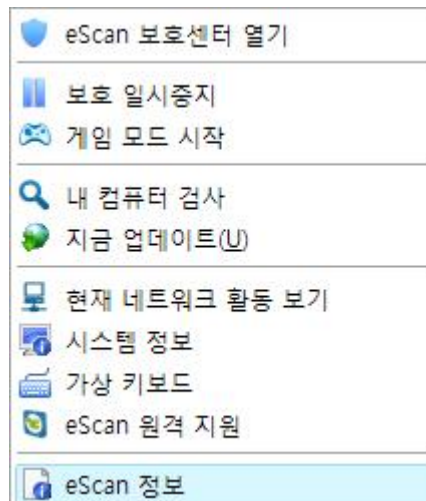 eScan 보호센터 열기
보호 일시중지
게임 모드 시작
내 컴퓨터 검사
지금 업데이트(U)
현재 네트워크 활동 보기
시스템 정보
가상 키보드
eScan 원격 지원
eScan 정보